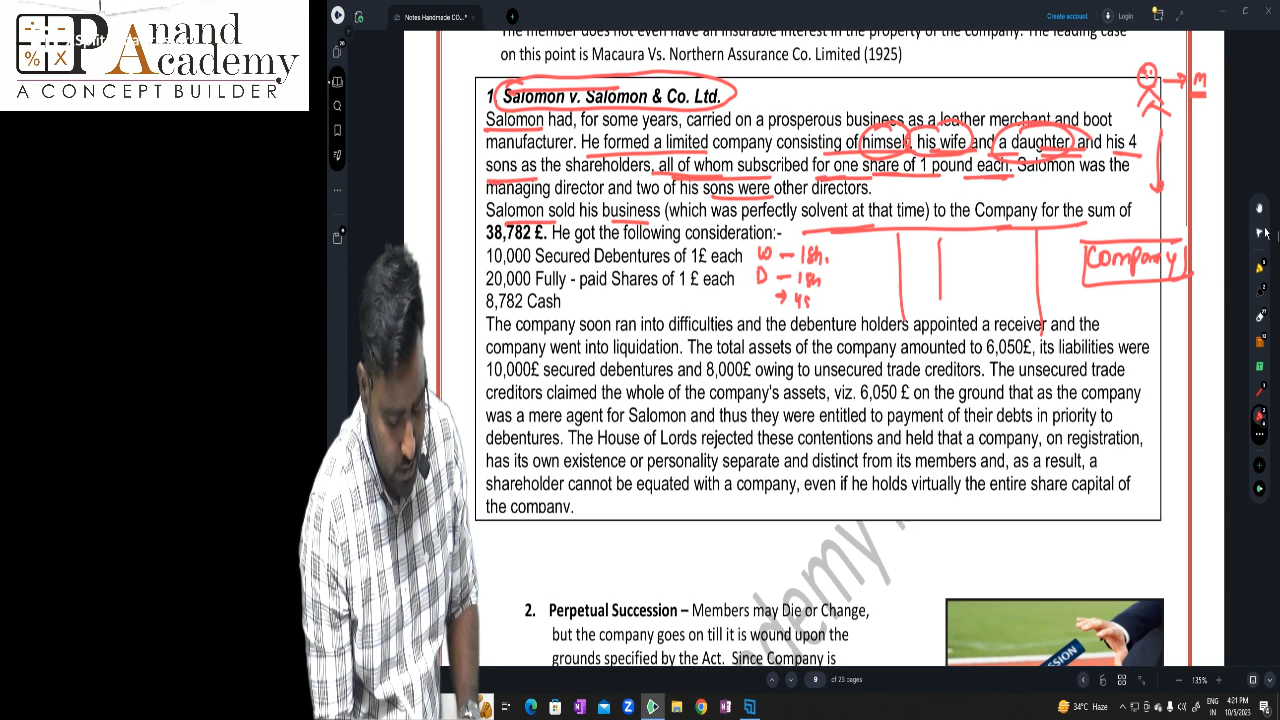 Anand
Academy
A CONCEPT BUILDER
Notes Handmade CO...
Create account
Login
The member does not even have an insurable interest in the property of the company. The leading case
on this point is Macaura Vs. Northern Assurance Co. Limited (1925)
1. Salomon v. Salomon & Co. Ltd.
Salomon had, for some years, carried on a prosperous business as a leather merchant and boot
manufacturer. He formed a limited company consisting of himself, his wife and a daughter, and his 4
sons as the shareholders, all of whom subscribed for one share of 1 pound each. Salomon was the
managing director and two of his sons were other directors.
Salomon sold his business (which was perfectly solvent at that time) to the Company for the sum of
38,782 £. He got the following consideration:-
10,000 Secured Debentures of 1£ each
W - 1sh.
20,000 Fully - paid Shares of 1 £ each
D - 1sh
8,782 Cash
→ 4s
Company
M
The company soon ran into difficulties and the debenture holders appointed a receiver and the
company went into liquidation. The total assets of the company amounted to 6,050£, its liabilities were
10,000£ secured debentures and 8,000£ owing to unsecured trade creditors. The unsecured trade
creditors claimed the whole of the company's assets, viz. 6,050 £ on the ground that as the company
was a mere agent for Salomon and thus they were entitled to payment of their debts in priority to
debentures. The House of Lords rejected these contentions and held that a company, on registration,
has its own existence or personality separate and distinct from its members and, as a result, a
shareholder cannot be equated with a company, even if he holds virtually the entire share capital of
the company.
2. Perpetual Succession – Members may Die or Change,
but the company goes on till it is wound upon the
grounds specified by the Act. Since Company is
9 of 26 pages
135%
34°C Haze
ENG
IN
4:21 PM
10/5/2023